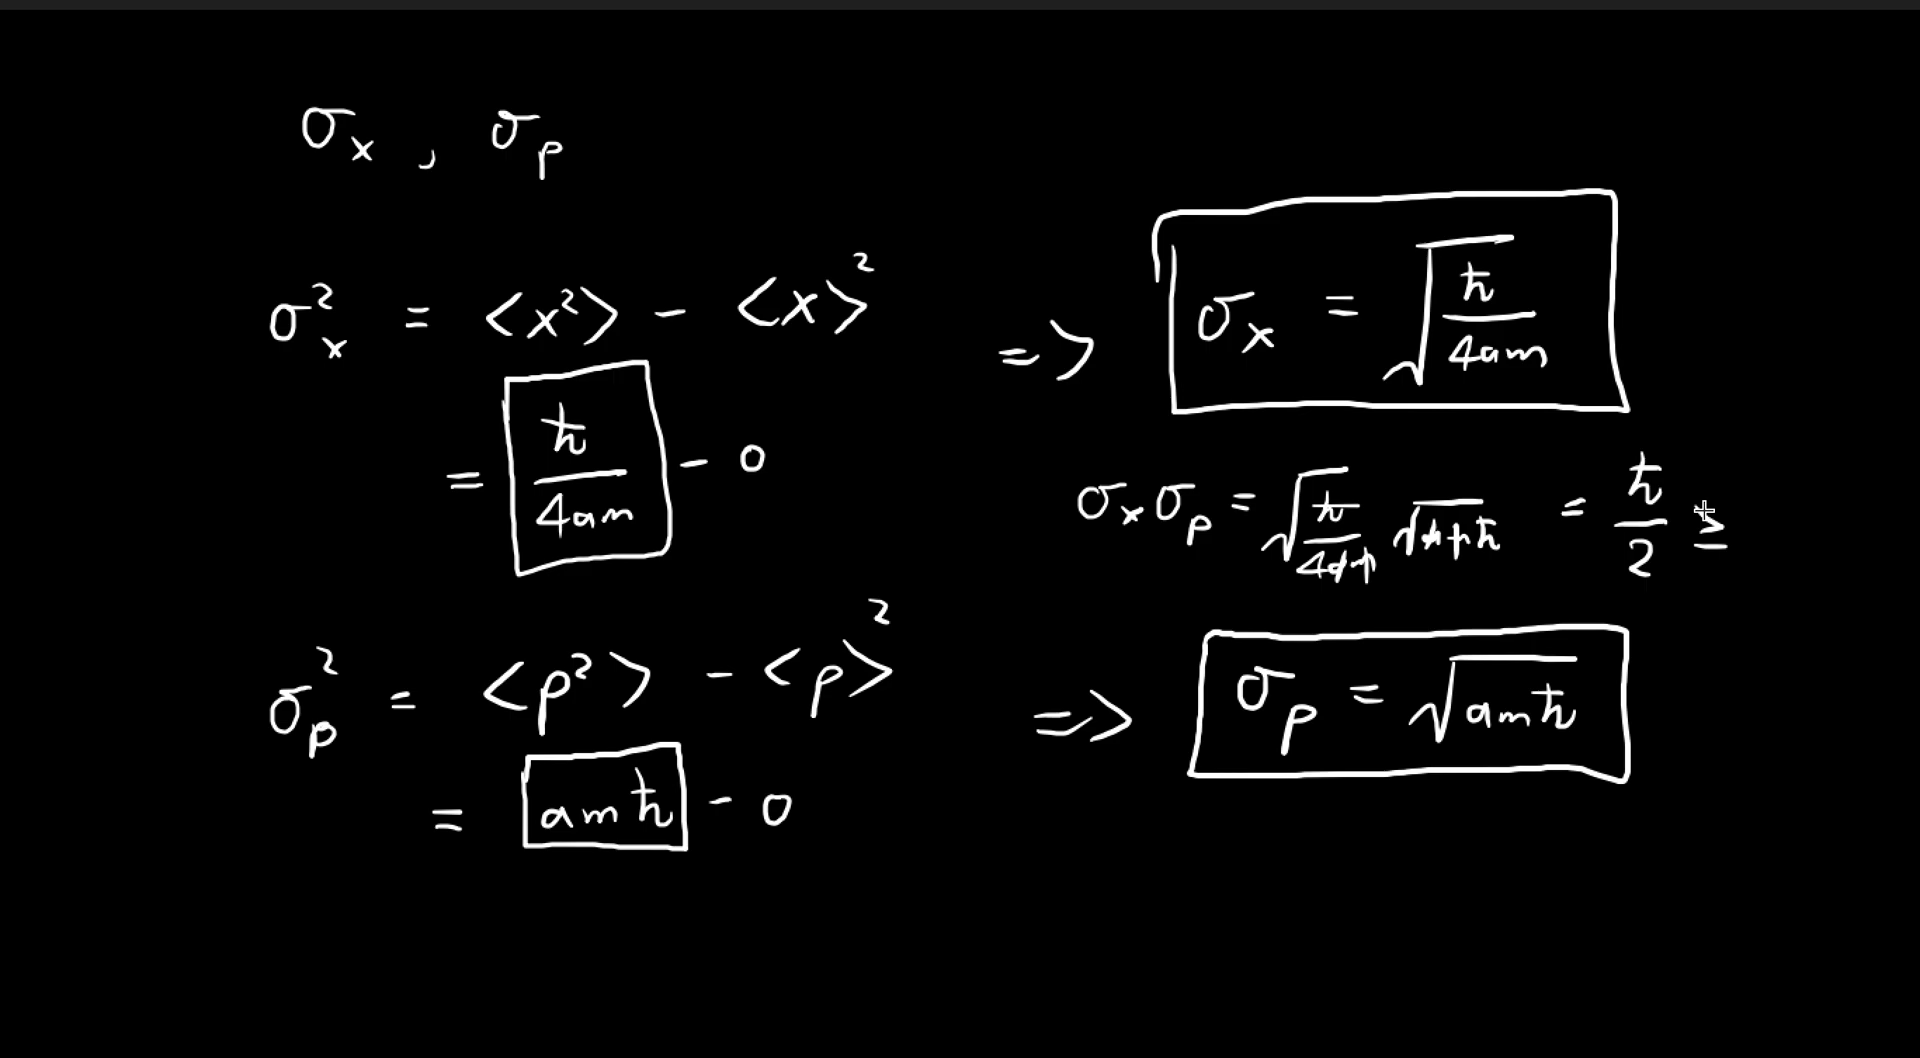 σₓ , σₚ
σₓ² = <x²> - <x>² => σₓ = √(ħ/4am)
= ħ/4am - 0
σₓσₚ = √(ħ/4am) √(amħ) = ħ/2 ≥
σₚ² = <p²> - <p>² => σₚ = √(amħ)
= amħ - 0